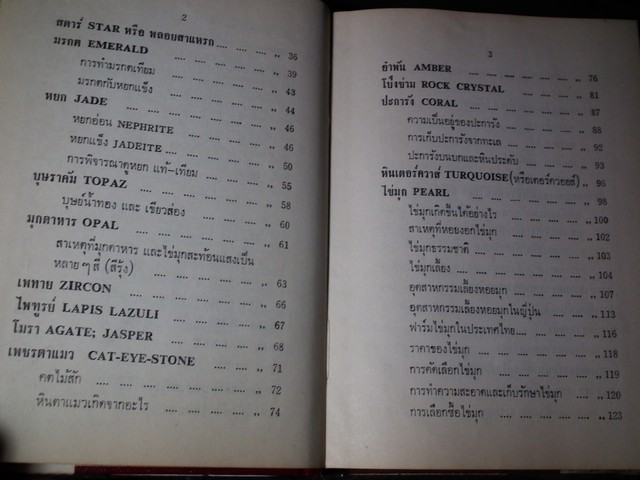 2
สตาร์ STAR หรือ พลอยสาแหรก .... .... .... ,, 36
มรกต EMERALD .... .... .... ,, 39
การทำมรกตเทียม .... .... .... ,, 43
มรกตกับหยกแข็ง .... .... .... ,, 44
หยก JADE .... .... .... .... ,, 46
หยกอ่อน NEPHRITE .... .... .... ,, 46
หยกแข็ง JADEITE .... .... .... ,, 50
การพิจารณาดูหยก แท้-เทียม .... .... ,, 55
บุษราคัม TOPAZ .... .... .... .... ,, 58
บุษย์น้ำทอง และ เขียวส่อง .... .... ,, 60
มุกดาหาร OPAL .... .... .... .... ,, 61
สาเหตุที่มุกดาหาร และไข่มุกสะท้อนแสงเป็น
หลายๆสี (สีรุ้ง) .... .... .... ,, 63
เพทาย ZIRCON .... .... .... .... ,, 66
ไพฑูรย์ LAPIS LAZULI .... .... .... ,, 67
โมรา AGATE; JASPER .... .... .... ,, 68
เพชรตาแมว CAT-EYE-STONE .... .... ,, 71
คตไม้สัก .... .... .... .... ,, 72
หินตาแมวเกิดจากอะไร .... .... .... ,, 74
3
อำพัน AMBER .... .... .... .... ,, 76
โป่งข่าม ROCK CRYSTAL .... .... .... ,, 81
ปะการัง CORAL .... .... .... .... ,, 87
ความเป็นอยู่ของปะการัง .... .... .... ,, 88
การเก็บปะการังจากทะเล .... .... .... ,, 92
ปะการังบนบกและหินประดับ .... .... ,, 93
หินเตอร์ควาส์ TURQUOISE(หรือเตอร์ควอยส์) ,, 96
ไข่มุก PEARL .... .... .... .... ,, 98
ไข่มุกเกิดขึ้นได้อย่างไร .... .... .... ,, 100
สาเหตุที่หอยงอกไข่มุก .... .... .... ,, 102
ไข่มุกธรรมชาติ .... .... .... .... ,, 103
ไข่มุกเลี้ยง .... .... .... .... ,, 104
อุตสาหกรรมเลี้ยงหอยมุก .... .... .... ,, 107
อุตสาหกรรมเลี้ยงหอยมุกในญี่ปุ่น .... .... ,, 113
ฟาร์มไข่มุกในประเทศไทย.... .... .... ,, 116
ราคาของไข่มุก .... .... .... .... ,, 118
การคัดเลือกไข่มุก .... .... .... ,, 119
การทำความสะอาดและเก็บรักษาไข่มุก .... ,, 120
การเลือกซื้อไข่มุก .... .... .... ,, 123